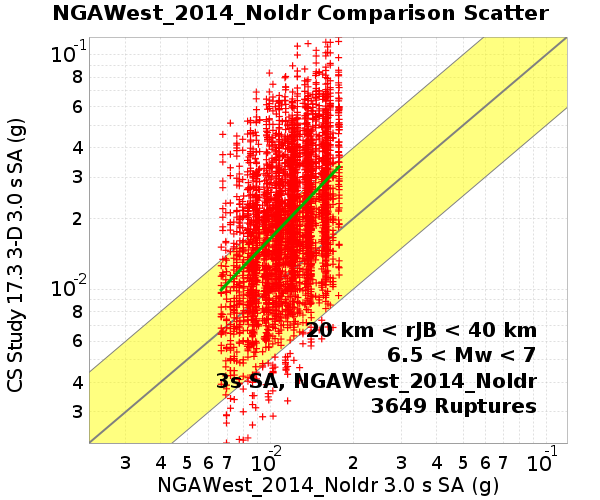 NGAWest_2014_NoIdr Comparison Scatter
CS Study 17.3 3-D 3.0 s SA (g)
10⁻¹
8
6
4
3
2
10⁻²
8
6
4
3
20 km < rJB < 40 km
6.5 < Mw < 7
3s SA, NGAWest_2014_NoIdr
3649 Ruptures
3 4 5 6 7 10⁻² 2 3 4 5 6 7 10⁻¹
NGAWest_2014_NoIdr 3.0 s SA (g)